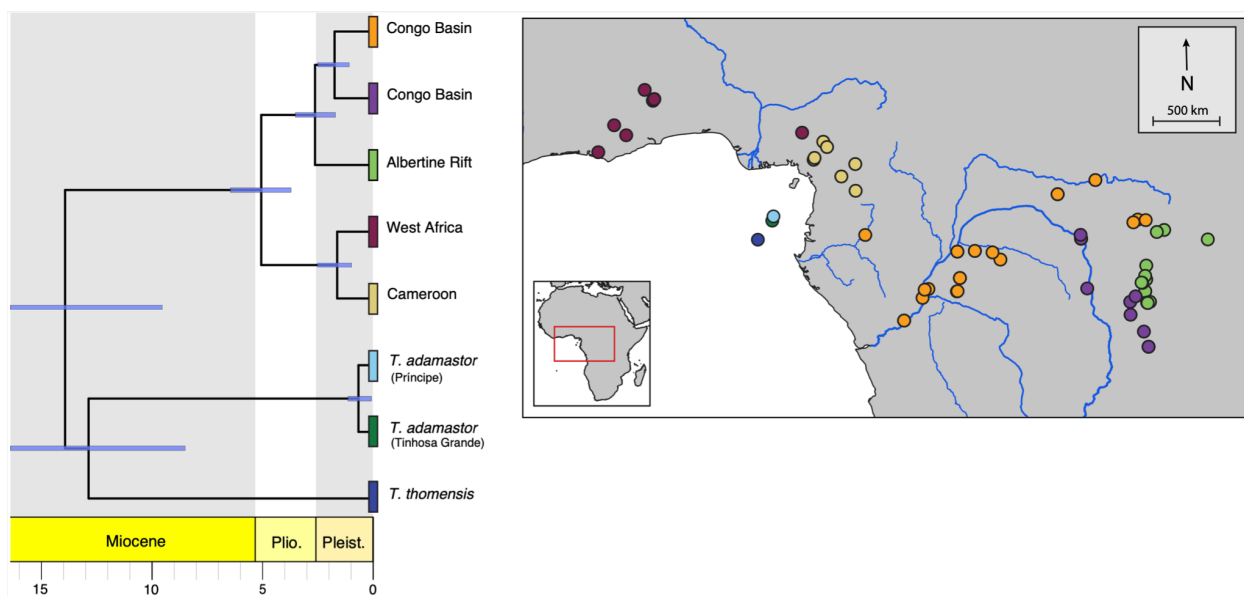 Congo Basin
Congo Basin
Albertine Rift
West Africa
Cameroon
T. adamastor
(Principe)
T. adamastor
(Tinhosa Grande)
T. thomensis
Miocene
Plio.
Pleist.
15
10
5
0
N
500 km